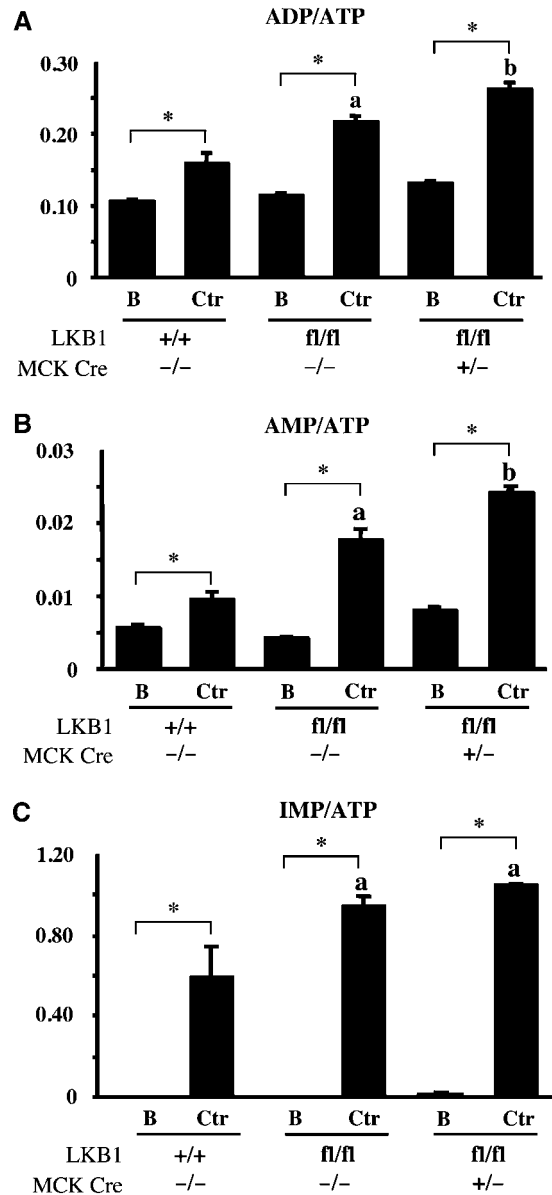 A
ADP/ATP
*
*
*
a
b
0.30
0.20
0.10
0
B Ctr B Ctr B Ctr
LKB1 +/+ fl/fl fl/fl
MCK Cre −/− −/− +/−
B
AMP/ATP
*
*
*
a
b
0.03
0.02
0.01
0
B Ctr B Ctr B Ctr
LKB1 +/+ fl/fl fl/fl
MCK Cre −/− −/− +/−
C
IMP/ATP
*
*
*
a
a
1.20
0.80
0.40
0
B Ctr B Ctr B Ctr
LKB1 +/+ fl/fl fl/fl
MCK Cre −/− −/− +/−